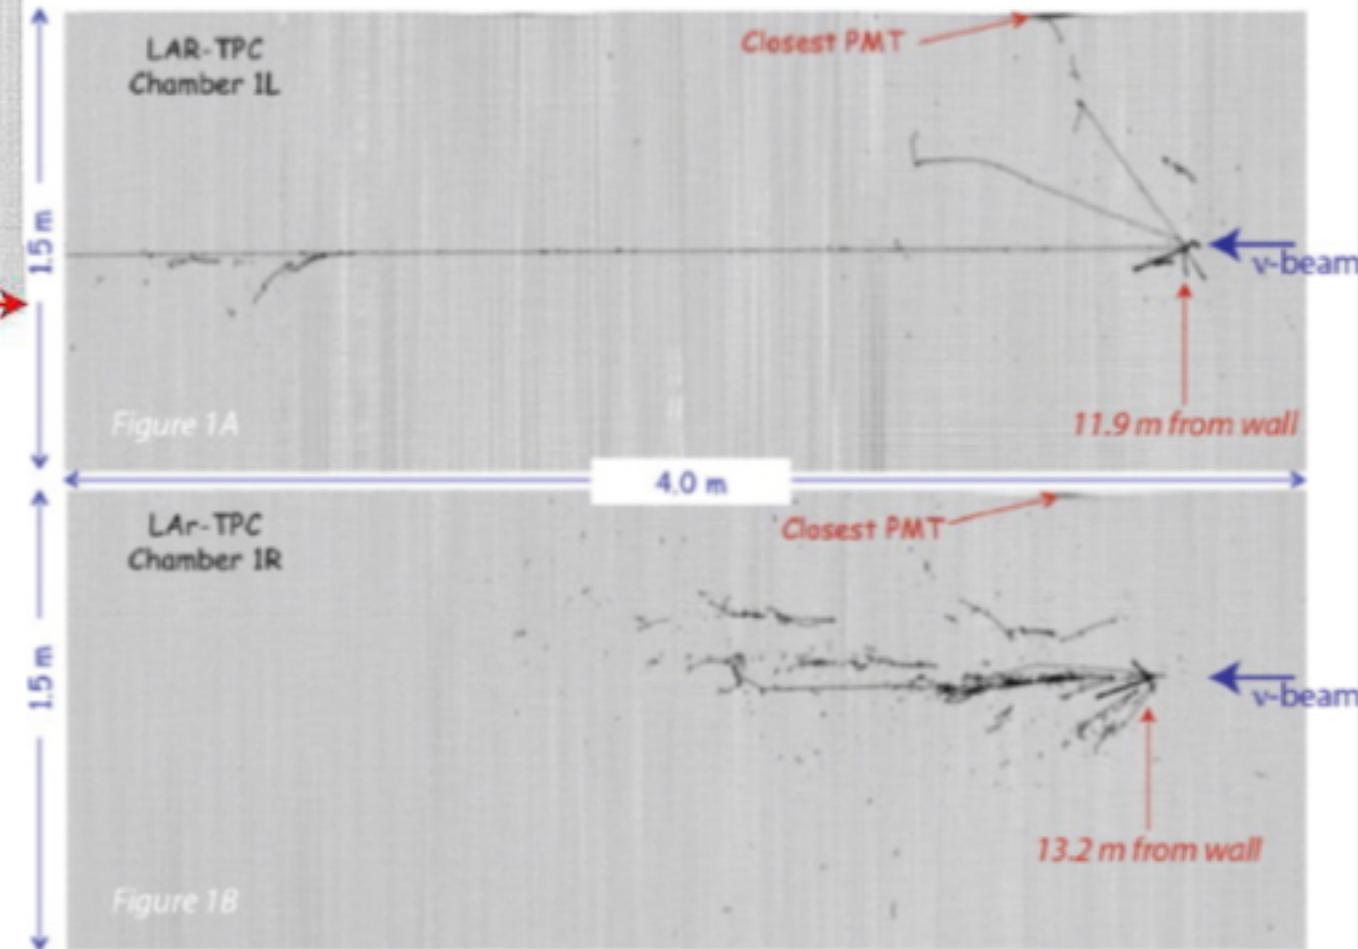 LAR-TPC
Chamber 1L
Closest PMT
1.5 m
ν-beam
11.9 m from wall
Figure 1A
4.0 m
LAr-TPC
Chamber 1R
Closest PMT
1.5 m
ν-beam
13.2 m from wall
Figure 1B